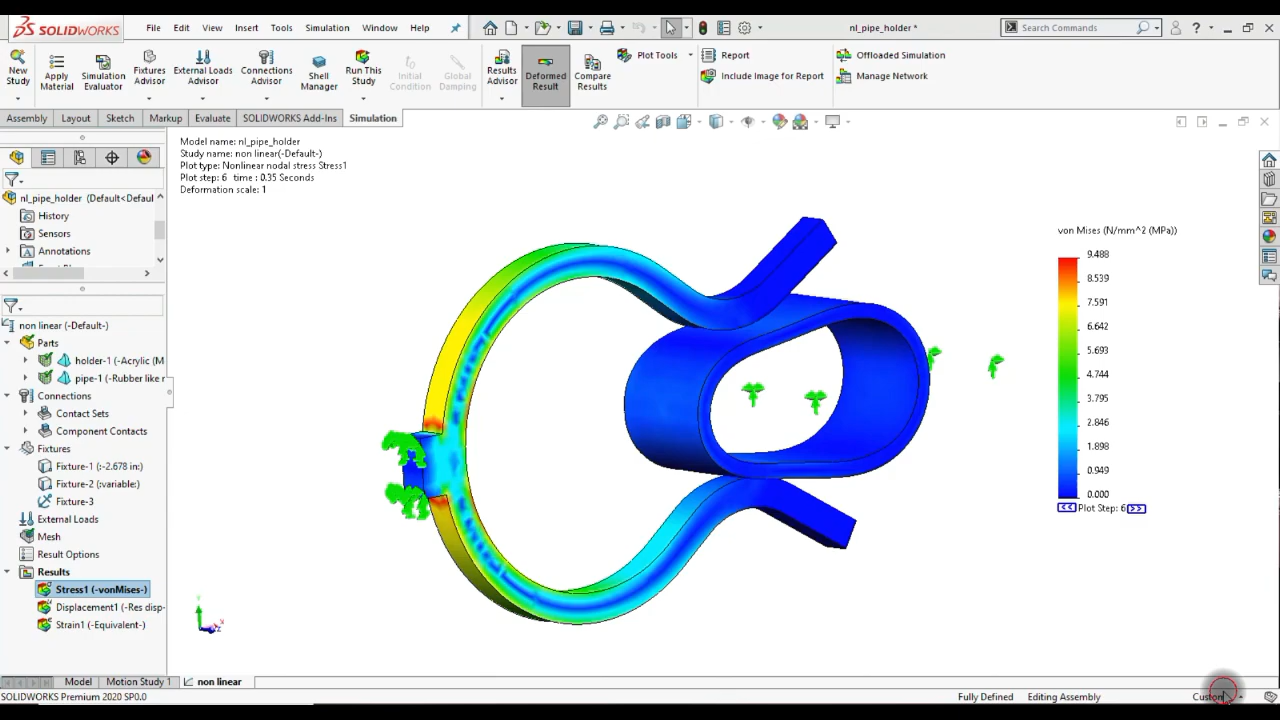 SOLIDWORKS File Edit View Insert Tools Simulation Window Help nl_pipe_holder * Search Commands
New Study
Apply Material
Simulation Evaluator
Fixtures Advisor
External Loads Advisor
Connections Advisor
Shell Manager
Run This Study
Initial Condition
Global Damping
Results Advisor
Deformed Result
Compare Results
Plot Tools
Report
Include Image for Report
Offloaded Simulation
Manage Network
Assembly Layout Sketch Markup Evaluate SOLIDWORKS Add-Ins Simulation
Model name: nl_pipe_holder
Study name: non linear(-Default-)
Plot type: Nonlinear nodal stress Stress1
Plot step: 6 time : 0.35 Seconds
Deformation scale: 1
nl_pipe_holder (Default<Defaul
History
Sensors
Annotations
non linear (-Default-)
Parts
holder-1 (-Acrylic (M
pipe-1 (-Rubber like r
Connections
Contact Sets
Component Contacts
Fixtures
Fixture-1 (:-2.678 in:)
Fixture-2 (:variable:)
Fixture-3
External Loads
Mesh
Result Options
Results
Stress1 (-vonMises-)
Displacement1 (-Res disp-
Strain1 (-Equivalent-)
von Mises (N/mm^2 (MPa))
9.488
8.539
7.591
6.642
5.693
4.744
3.795
2.846
1.898
0.949
0.000
<< Plot Step: 6 >>
Model Motion Study 1 non linear
SOLIDWORKS Premium 2020 SP0.0 Fully Defined Editing Assembly